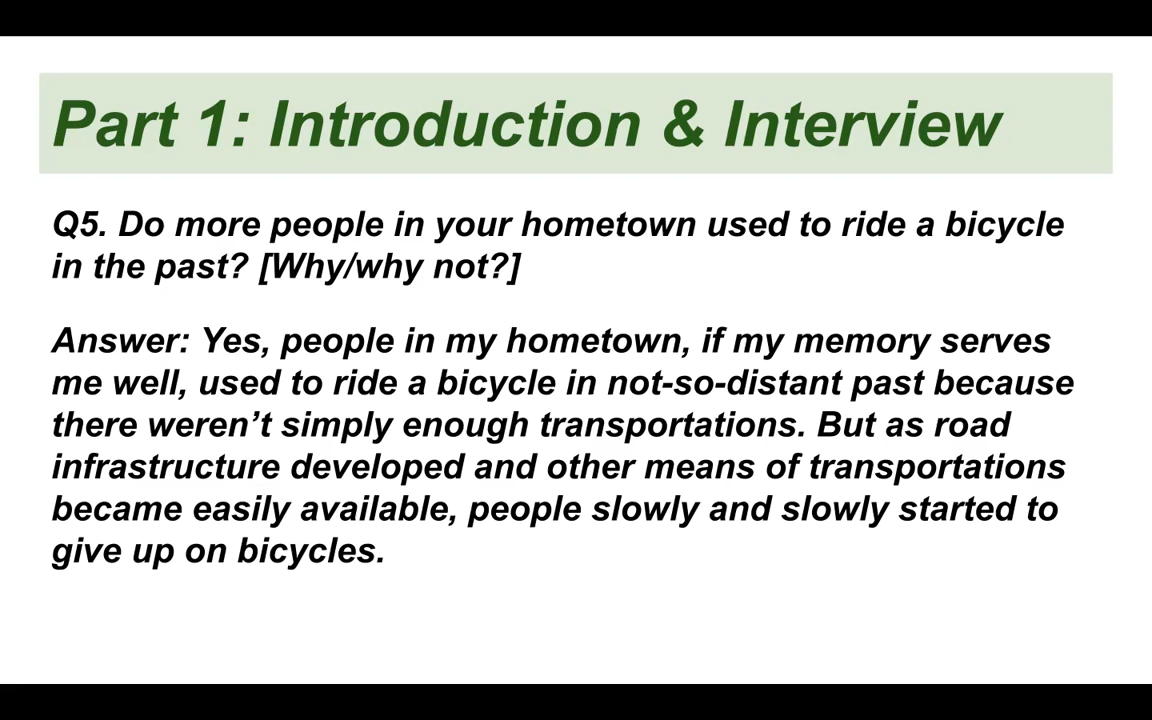 Part 1: Introduction & Interview
Q5. Do more people in your hometown used to ride a bicycle
in the past? [Why/why not?]
Answer: Yes, people in my hometown, if my memory serves
me well, used to ride a bicycle in not-so-distant past because
there weren’t simply enough transportations. But as road
infrastructure developed and other means of transportations
became easily available, people slowly and slowly started to
give up on bicycles.